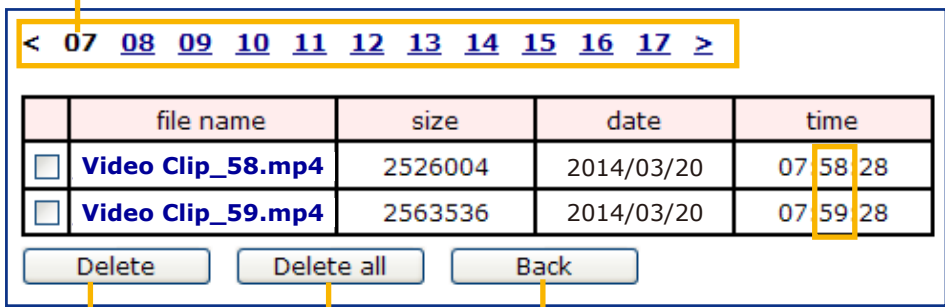 < 07 08 09 10 11 12 13 14 15 16 17 >
file name size date time
Video Clip_58.mp4 2526004 2014/03/20 07:58:28
Video Clip_59.mp4 2563536 2014/03/20 07:59:28
Delete Delete all Back